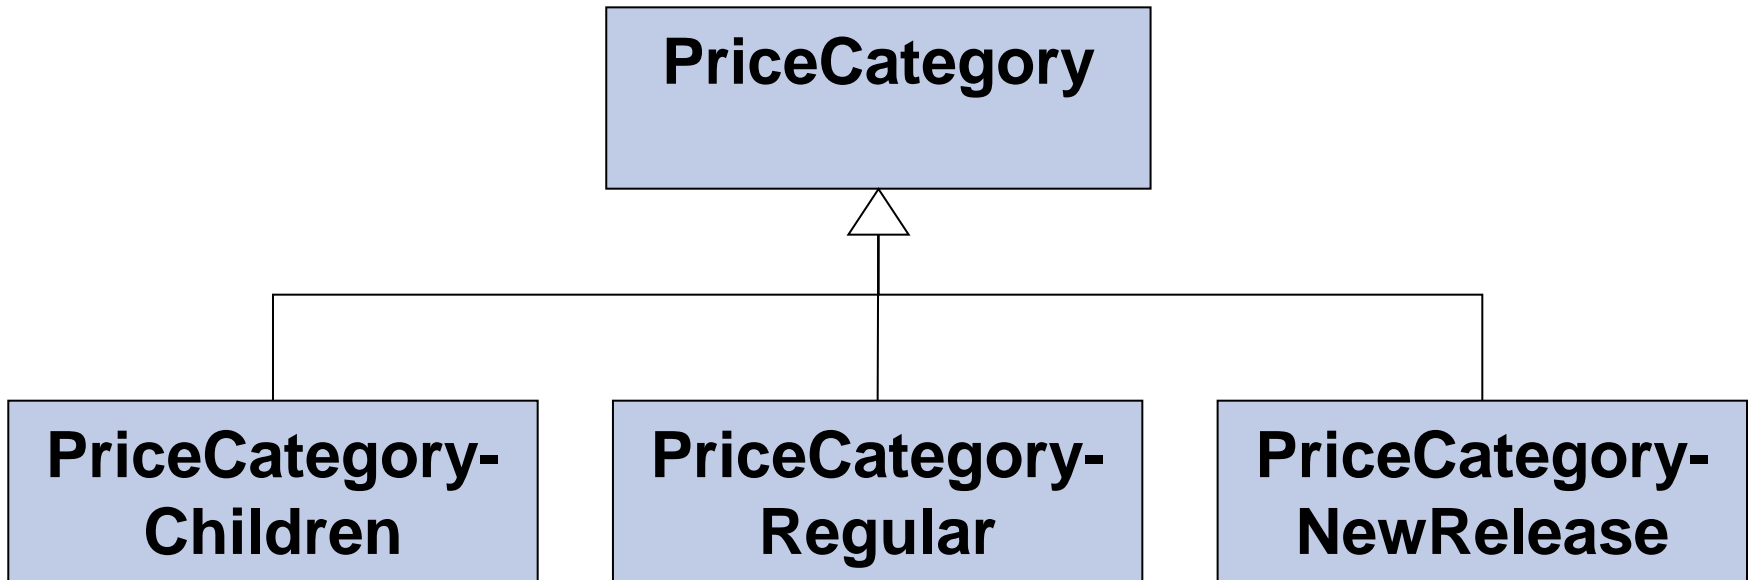 PriceCategory
PriceCategory-
Children
PriceCategory-
Regular
PriceCategory-
NewRelease